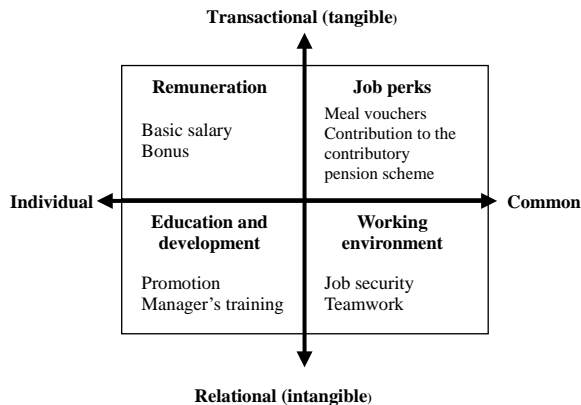 Transactional (tangible)
Remuneration
Basic salary
Bonus
Job perks
Meal vouchers
Contribution to the
contributory
pension scheme
Individual
Common
Education and
development
Promotion
Manager's training
Working
environment
Job security
Teamwork
Relational (intangible)